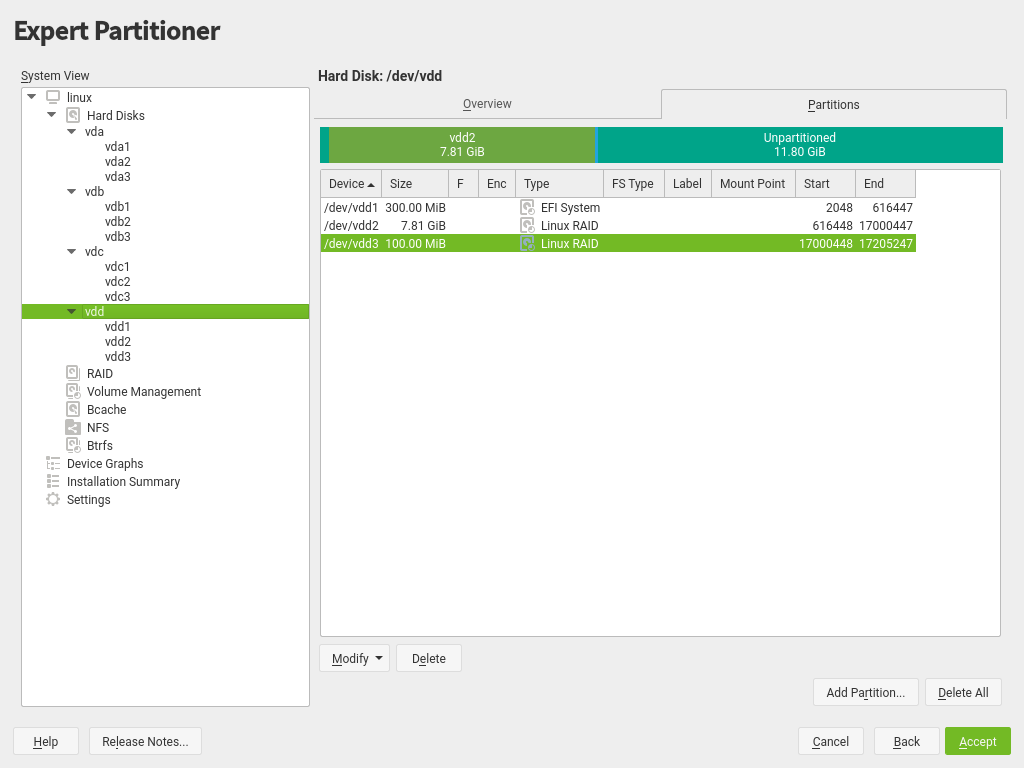 Expert Partitioner
System View
linux
Hard Disks
vda
vda1
vda2
vda3
vdb
vdb1
vdb2
vdb3
vdc
vdc1
vdc2
vdc3
vdd
vdd1
vdd2
vdd3
RAID
Volume Management
Bcache
NFS
Btrfs
Device Graphs
Installation Summary
Settings
Hard Disk: /dev/vdd
Overview Partitions
vdd2 Unpartitioned
7.81 GiB 11.80 GiB
Device Size F Enc Type FS Type Label Mount Point Start End
/dev/vdd1 300.00 MiB EFI System 2048 616447
/dev/vdd2 7.81 GiB Linux RAID 616448 17000447
/dev/vdd3 100.00 MiB Linux RAID 17000448 17205247
Modify Delete
Add Partition... Delete All
Help Release Notes... Cancel Back Accept